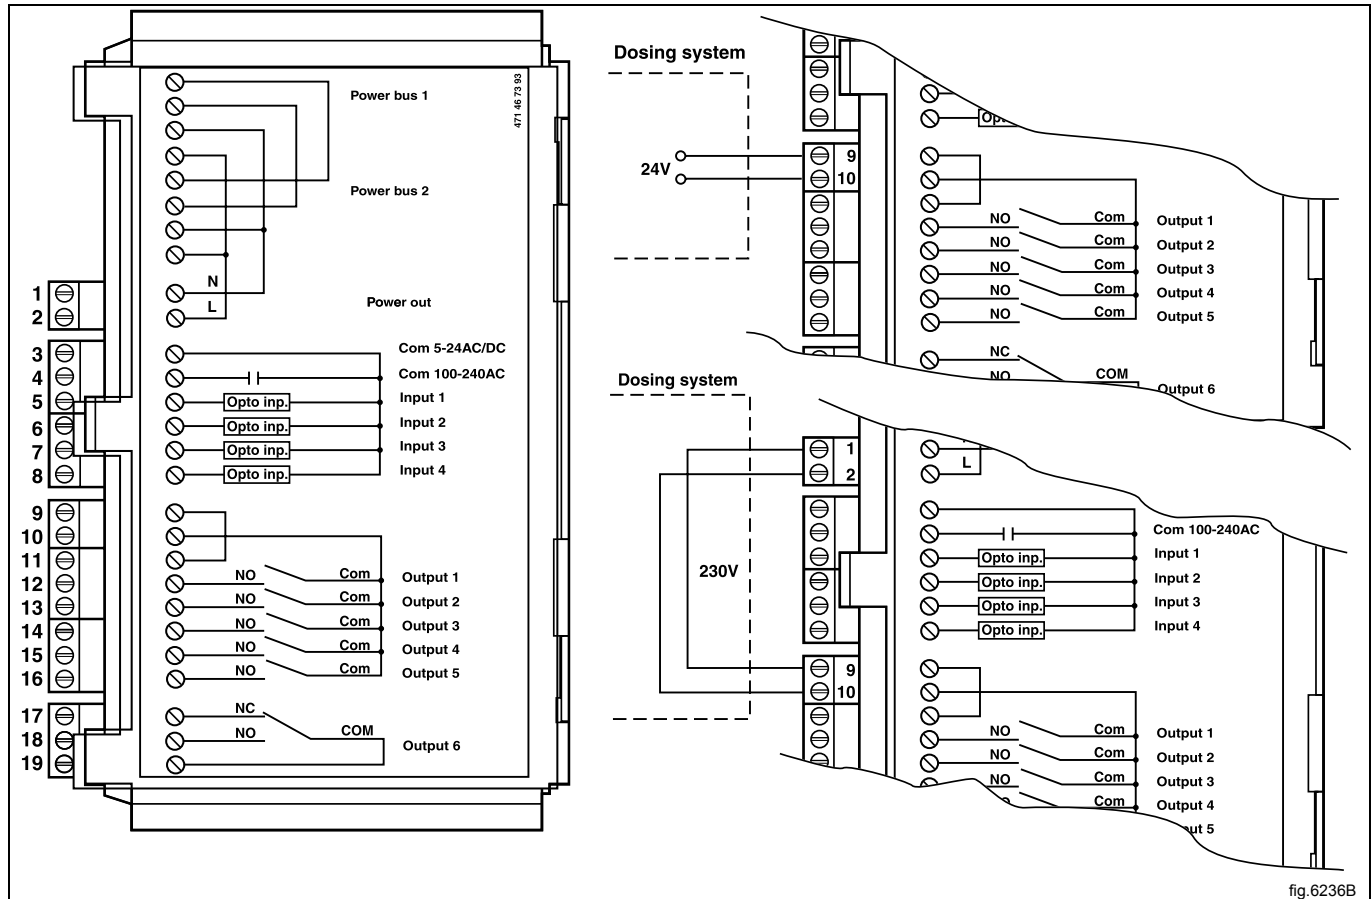 471 46 73 93
Power bus 1
Power bus 2
N
L
Power out
1
2
3
4
5
6
7
8
9
10
11
12
13
14
15
16
17
18
19
Com 5-24AC/DC
Com 100-240AC
Opto inp. Input 1
Opto inp. Input 2
Opto inp. Input 3
Opto inp. Input 4
NO Com Output 1
NO Com Output 2
NO Com Output 3
NO Com Output 4
NO Com Output 5
NC
NO COM Output 6
Dosing system
24V
9
10
NO Com Output 1
NO Com Output 2
NO Com Output 3
NO Com Output 4
NO Com Output 5
NC
NO COM Output 6
Dosing system
230V
1
2
L
Com 100-240AC
Opto inp. Input 1
Opto inp. Input 2
Opto inp. Input 3
Opto inp. Input 4
9
10
NO Com Output 1
NO Com Output 2
NO Com Output 3
Com Output 4
ut 5
fig.6236B